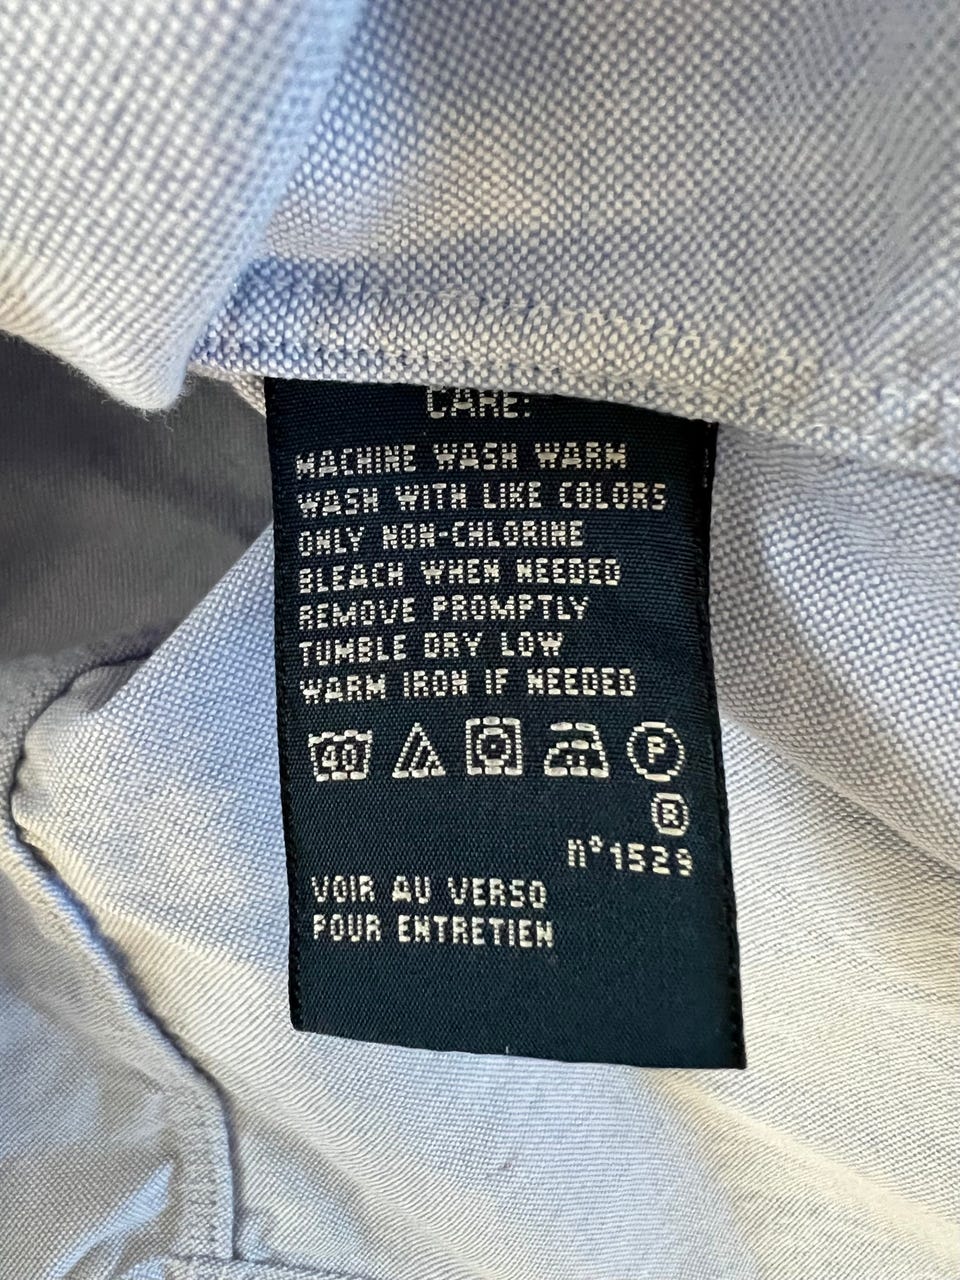 CARE:
MACHINE WASH WARM
WASH WITH LIKE COLORS
ONLY NON-CHLORINE
BLEACH WHEN NEEDED
REMOVE PROMPTLY
TUMBLE DRY LOW
WARM IRON IF NEEDED
40 P
®
n°1529
VOIR AU VERSO
POUR ENTRETIEN